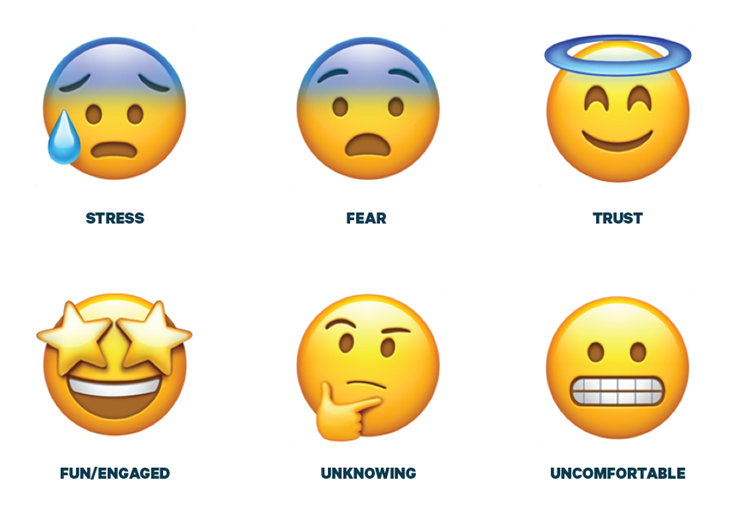 STRESS
FEAR
TRUST
FUN/ENGAGED
UNKNOWING
UNCOMFORTABLE